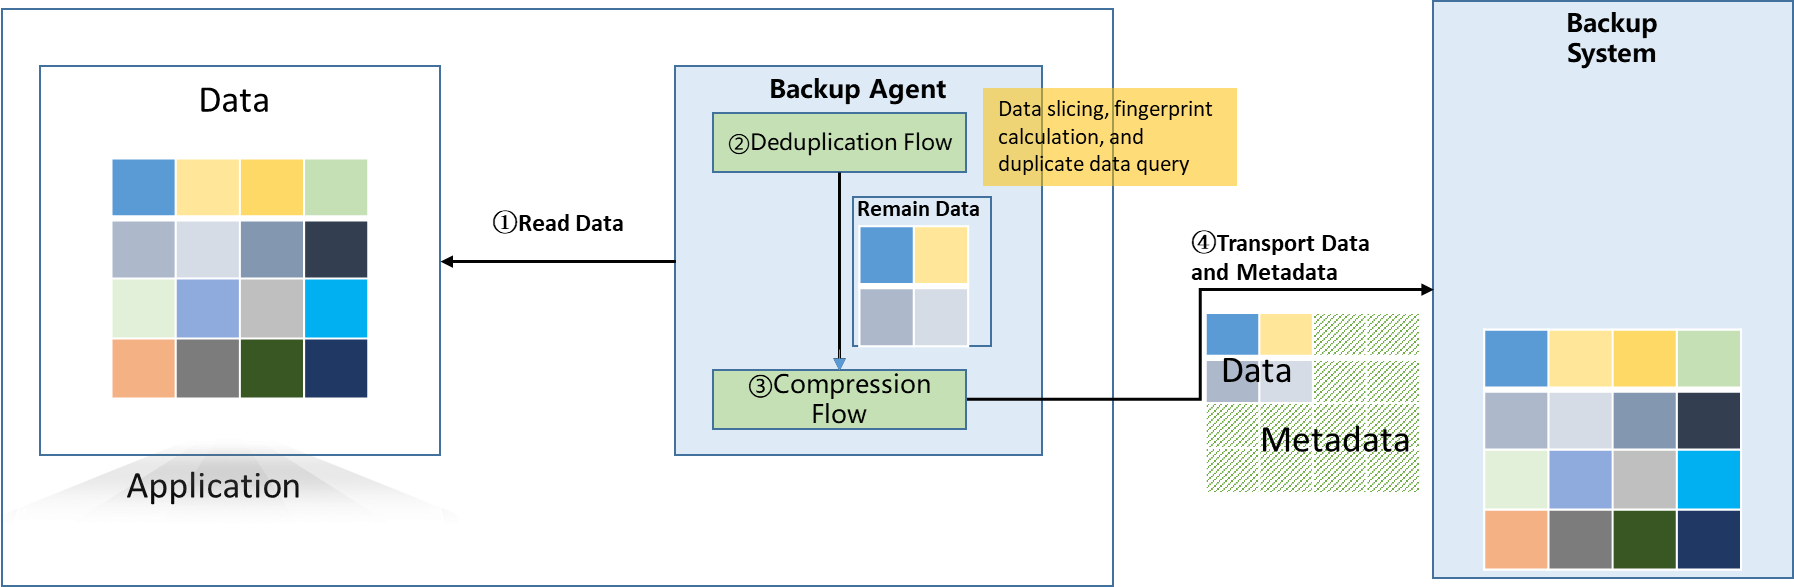 Data
Application
①Read Data
Backup Agent
②Deduplication Flow
Data slicing, fingerprint
calculation, and
duplicate data query
Remain Data
③Compression
Flow
④Transport Data
and Metadata
Data
Metadata
Backup
System